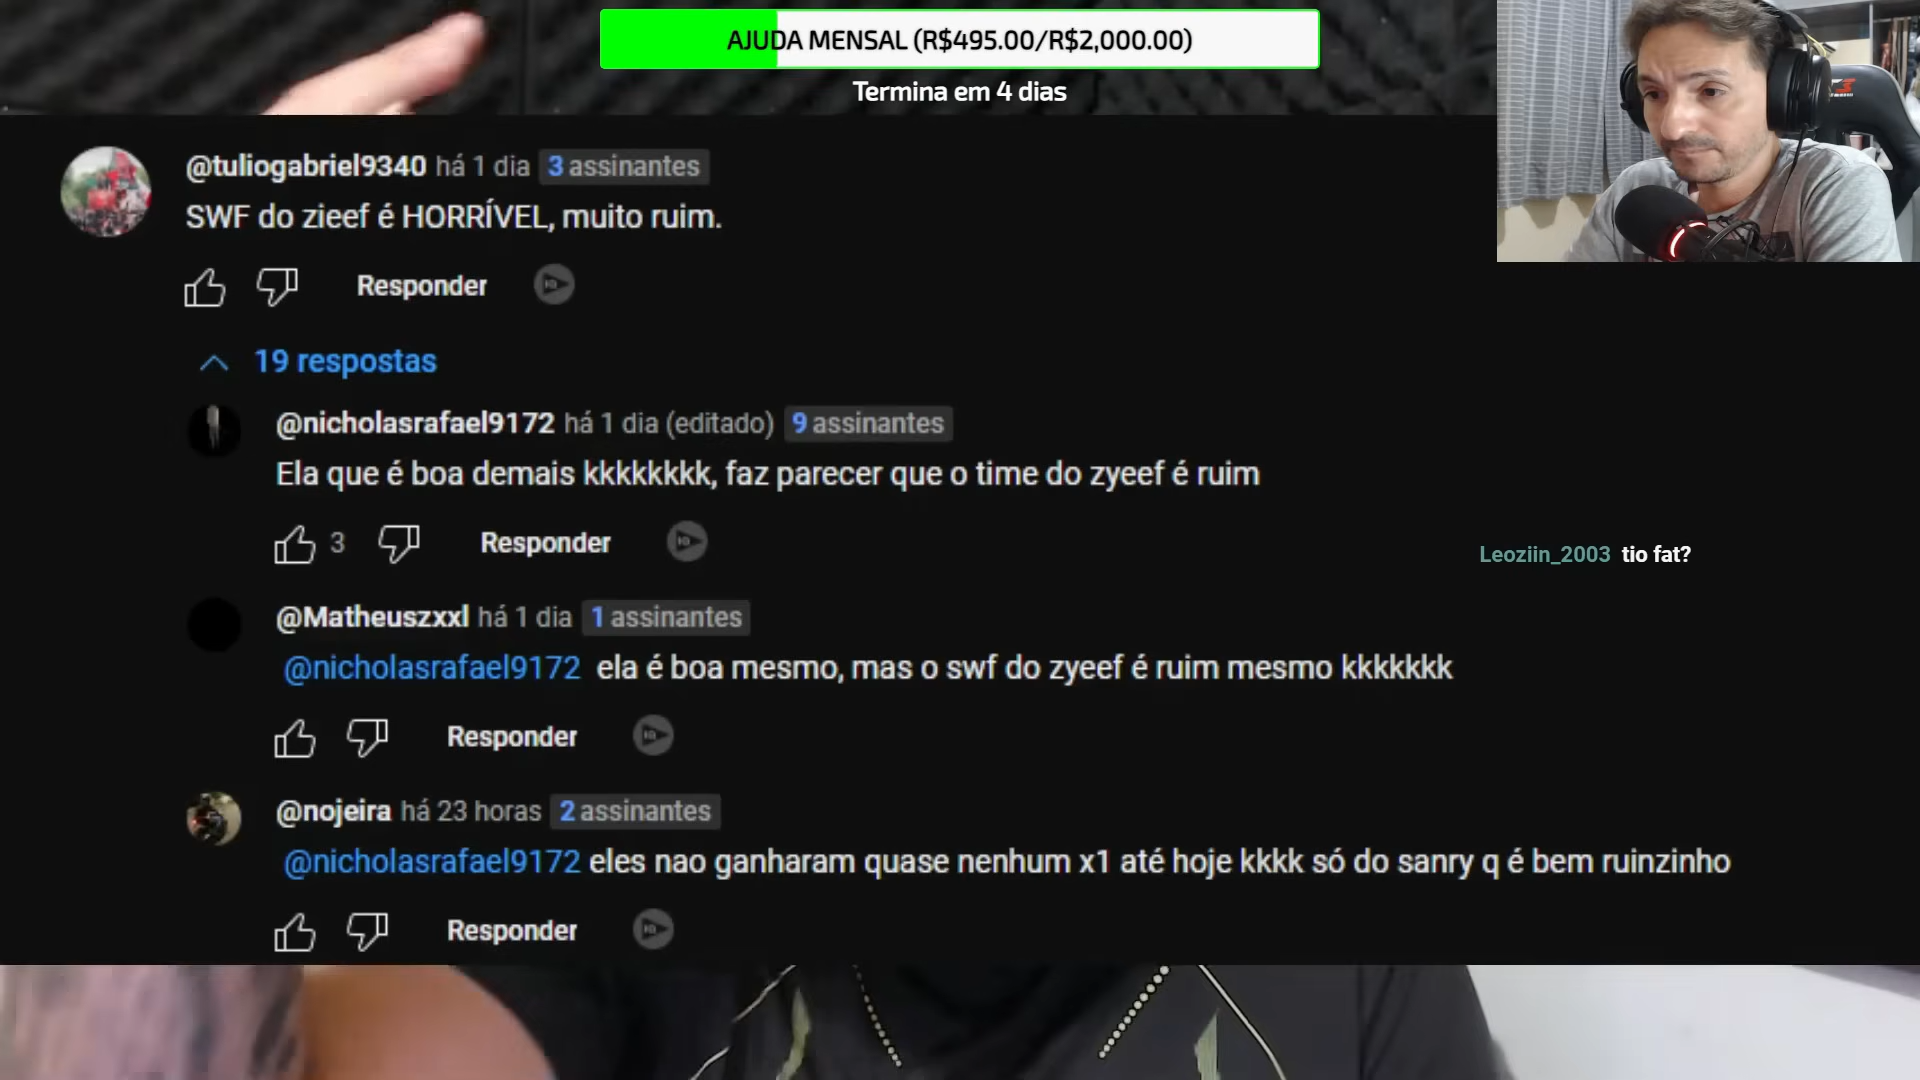 AJUDA MENSAL (R$495.00/R$2,000.00)
Termina em 4 dias
@tuliogabriel9340 há 1 dia 3 assinantes
SWF do zieef é HORRÍVEL, muito ruim.
Responder
19 respostas
@nicholasrafael9172 há 1 dia (editado) 9 assinantes
Ela que é boa demais kkkkkkkk, faz parecer que o time do zyeef é ruim
3 Responder
Leoziin_2003 tio fat?
@Matheuszxxl há 1 dia 1 assinantes
@nicholasrafael9172 ela é boa mesmo, mas o swf do zyeef é ruim mesmo kkkkkkk
Responder
@nojeira há 23 horas 2 assinantes
@nicholasrafael9172 eles nao ganharam quase nenhum x1 até hoje kkkk só do sanry q é bem ruinzinho
Responder